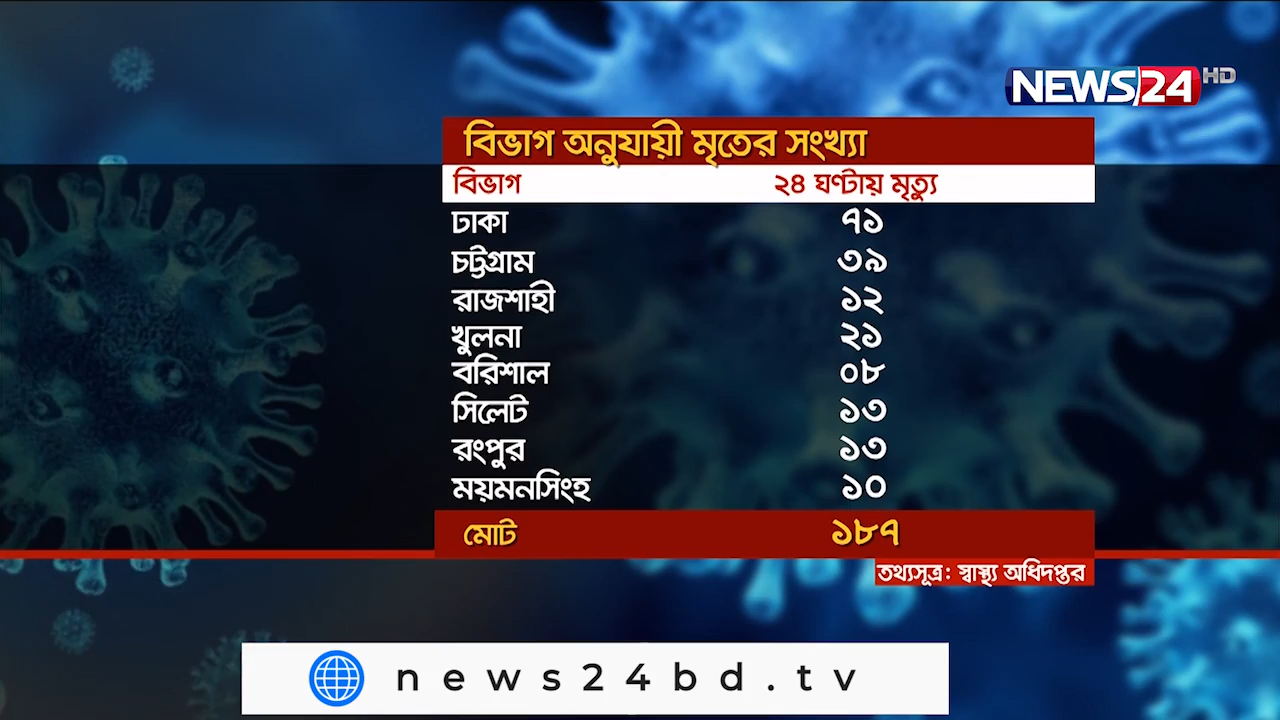 NEWS24 HD
বিভাগ অনুযায়ী মৃতের সংখ্যা
বিভাগ ২৪ ঘণ্টায় মৃত্যু
ঢাকা ৭১
চট্টগ্রাম ৩৯
রাজশাহী ১২
খুলনা ২১
বরিশাল ০৮
সিলেট ১৩
রংপুর ১৩
ময়মনসিংহ ১০
মোট ১৮৭
তথ্যসূত্র: স্বাস্থ্য অধিদপ্তর
news24bd.tv